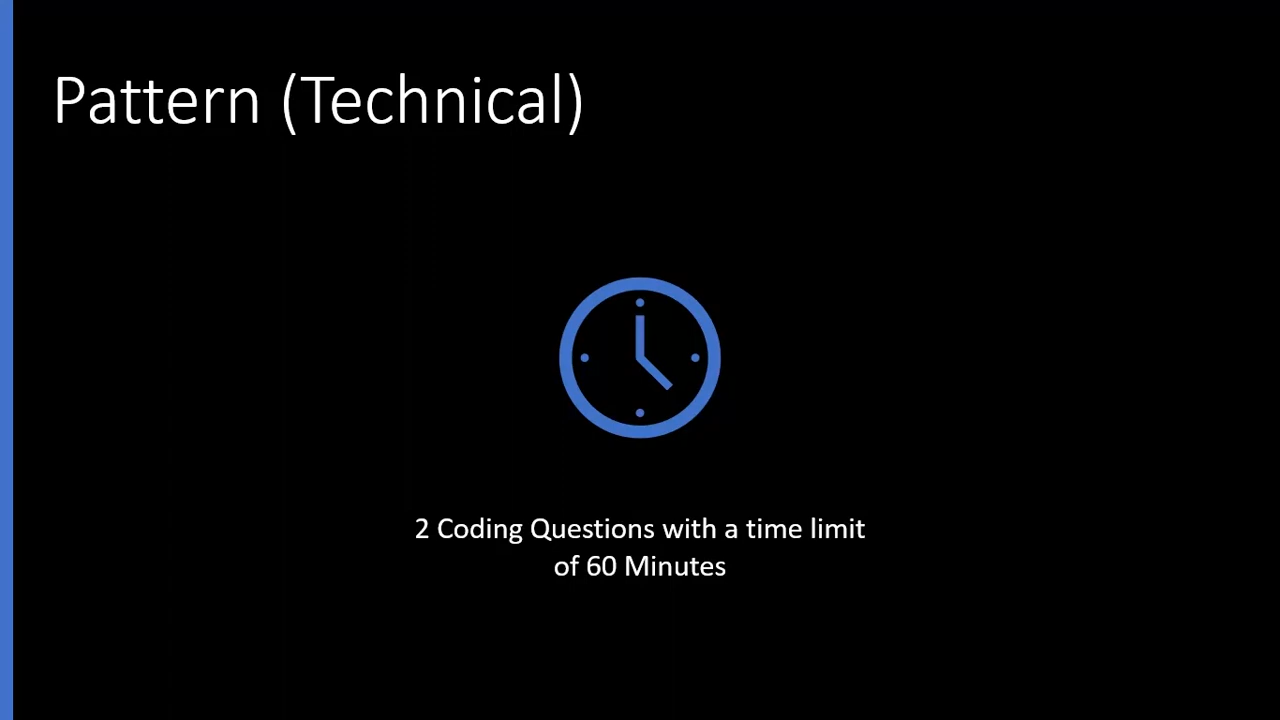 Pattern (Technical)
2 Coding Questions with a time limit
of 60 Minutes